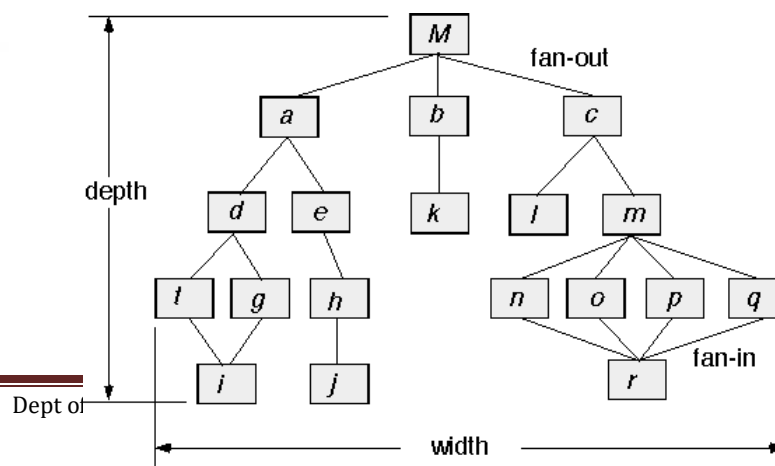 M
fan-out
a b c
depth
d e k l m
t g h n o p q
fan-in
i j r
Dept of
width